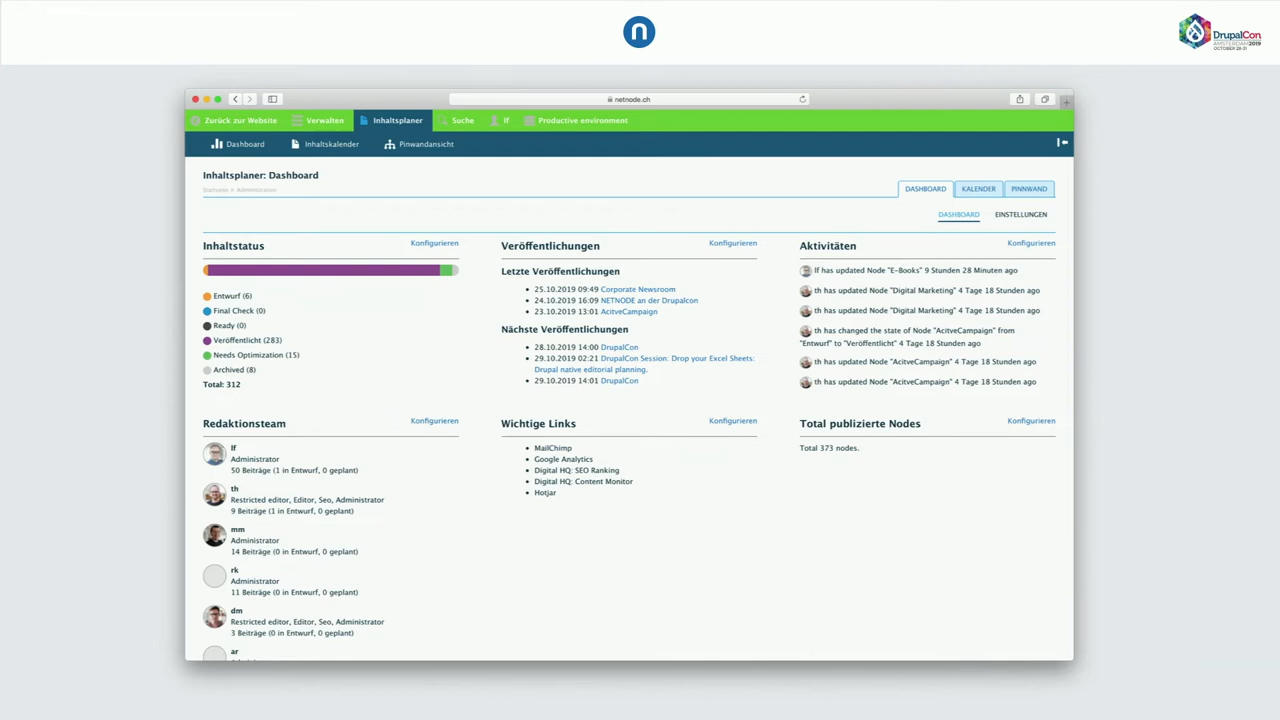 n
DrupalCon
AMSTERDAM 2019
OCTOBER 28-31
netnode.ch
Zurück zur Website
Verwalten
Inhaltsplaner
Suche
lf
Productive environment
Dashboard
Inhaltskalender
Pinwandansicht
Inhaltsplaner: Dashboard
Startseite » Administration
DASHBOARD
KALENDER
PINNWAND
DASHBOARD
EINSTELLUNGEN
Inhaltstatus
Konfigurieren
Entwurf (6)
Final Check (0)
Ready (0)
Veröffentlicht (283)
Needs Optimization (15)
Archived (8)
Total: 312
Veröffentlichungen
Konfigurieren
Letzte Veröffentlichungen
25.10.2019 09:49 Corporate Newsroom
24.10.2019 16:09 NETNODE an der Drupalcon
23.10.2019 13:01 AcitveCampaign
Nächste Veröffentlichungen
28.10.2019 14:00 DrupalCon
29.10.2019 02:21 DrupalCon Session: Drop your Excel Sheets:
Drupal native editorial planning.
29.10.2019 14:01 DrupalCon
Aktivitäten
Konfigurieren
lf has updated Node "E-Books" 9 Stunden 28 Minuten ago
th has updated Node "Digital Marketing" 4 Tage 18 Stunden ago
th has updated Node "Digital Marketing" 4 Tage 18 Stunden ago
th has changed the state of Node "AcitveCampaign" from
"Entwurf" to "Veröffentlicht" 4 Tage 18 Stunden ago
th has updated Node "AcitveCampaign" 4 Tage 18 Stunden ago
th has updated Node "AcitveCampaign" 4 Tage 18 Stunden ago
Redaktionsteam
Konfigurieren
lf
Administrator
50 Beiträge (1 in Entwurf, 0 geplant)
th
Restricted editor, Editor, Seo, Administrator
9 Beiträge (1 in Entwurf, 0 geplant)
mm
Administrator
14 Beiträge (0 in Entwurf, 0 geplant)
rk
Administrator
11 Beiträge (0 in Entwurf, 0 geplant)
dm
Restricted editor, Editor, Seo, Administrator
3 Beiträge (0 in Entwurf, 0 geplant)
ar
Wichtige Links
Konfigurieren
MailChimp
Google Analytics
Digital HQ: SEO Ranking
Digital HQ: Content Monitor
Hotjar
Total publizierte Nodes
Konfigurieren
Total 373 nodes.